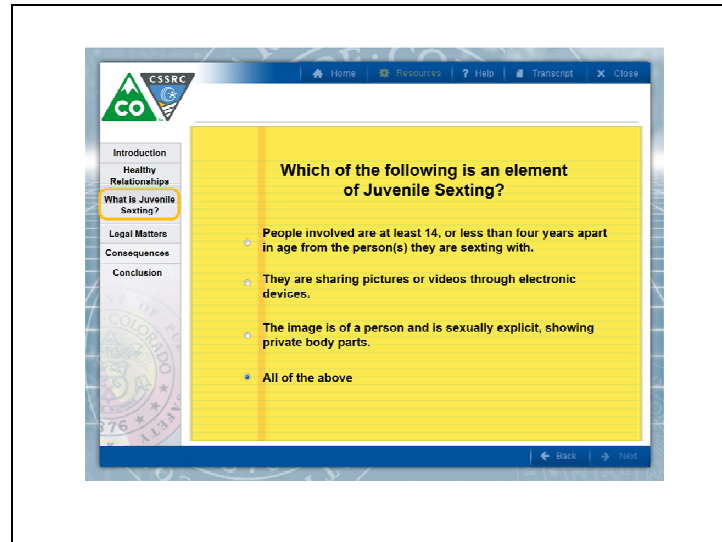 CSSRC
CO
Home
Resources
? Help
Transcript
X Close
Introduction
Healthy
Relationships
What is Juvenile
Sexting?
Legal Matters
Consequences
Conclusion
Which of the following is an element
of Juvenile Sexting?
People involved are at least 14, or less than four years apart
in age from the person(s) they are sexting with.
They are sharing pictures or videos through electronic
devices.
The image is of a person and is sexually explicit, showing
private body parts.
All of the above
COLORADO
SAFETY
Back
Next